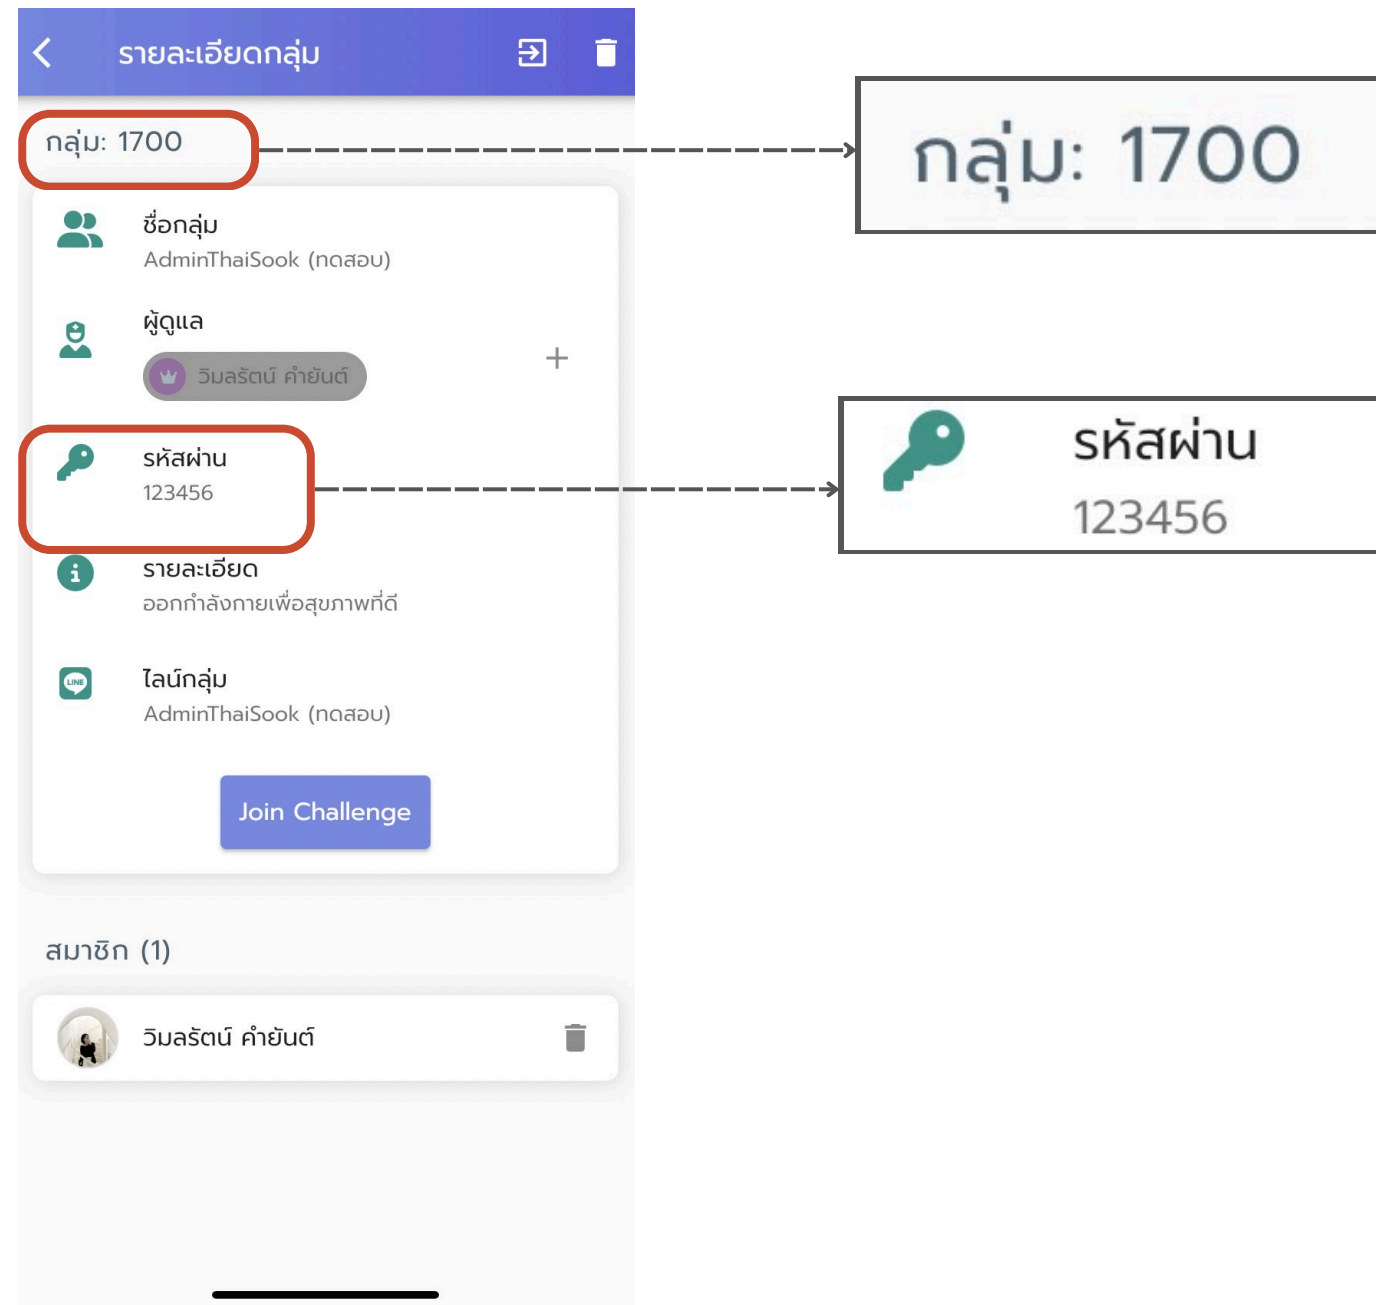 รายละเอียดกลุ่ม
กลุ่ม: 1700
ชื่อกลุ่ม
AdminThaiSook (ทดสอบ)
ผู้ดูแล
วิมลรัตน์ คำยันต์
รหัสผ่าน
123456
รายละเอียด
ออกกำลังกายเพื่อสุขภาพที่ดี
LINE
ไลน์กลุ่ม
AdminThaiSook (ทดสอบ)
Join Challenge
สมาชิก (1)
วิมลรัตน์ คำยันต์
กลุ่ม: 1700
รหัสผ่าน
123456